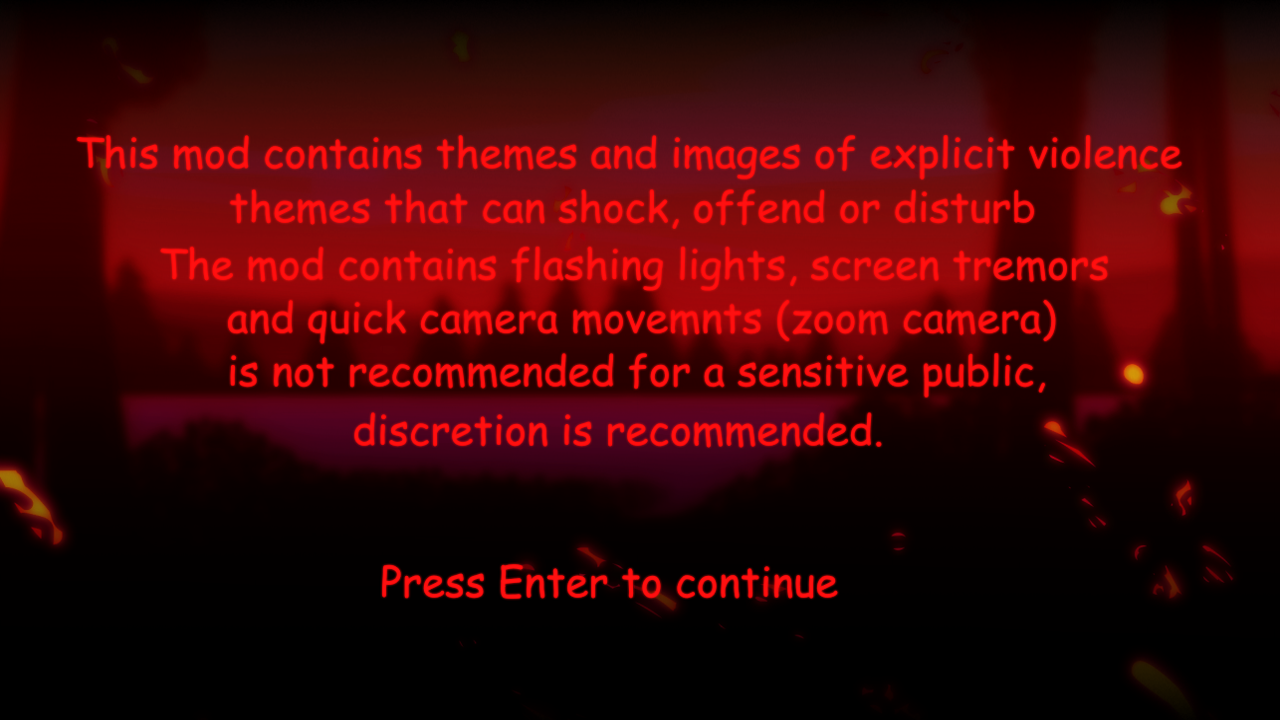 This mod contains themes and images of explicit violence
themes that can shock, offend or disturb
The mod contains flashing lights, screen tremors
and quick camera movemnts (zoom camera)
is not recommended for a sensitive public,
discretion is recommended.
Press Enter to continue